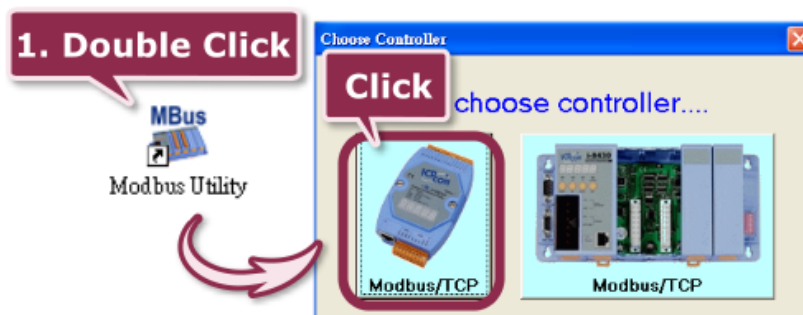 1. Double Click
MBus
Modbus Utility
Choose Controller
Click
choose controller....
Modbus/TCP
Modbus/TCP